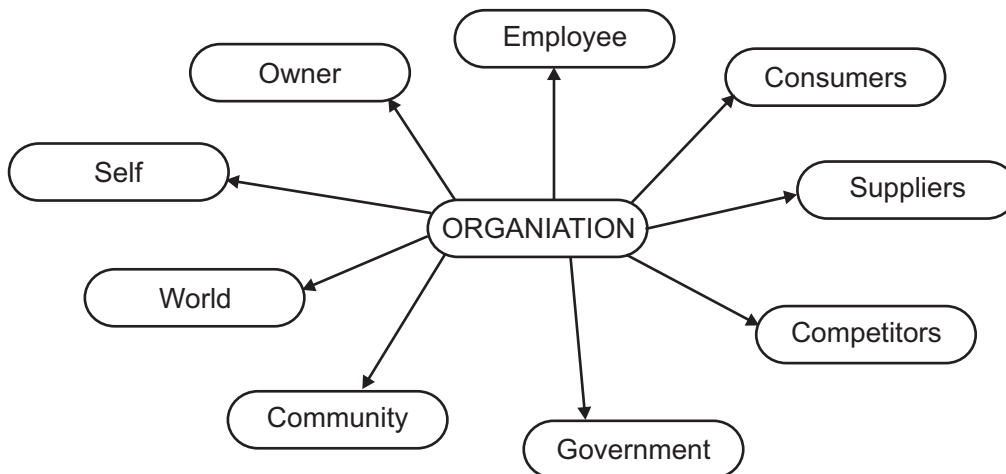 Employee
Owner
Consumers
Self
Suppliers
ORGANIATION
World
Competitors
Community
Government